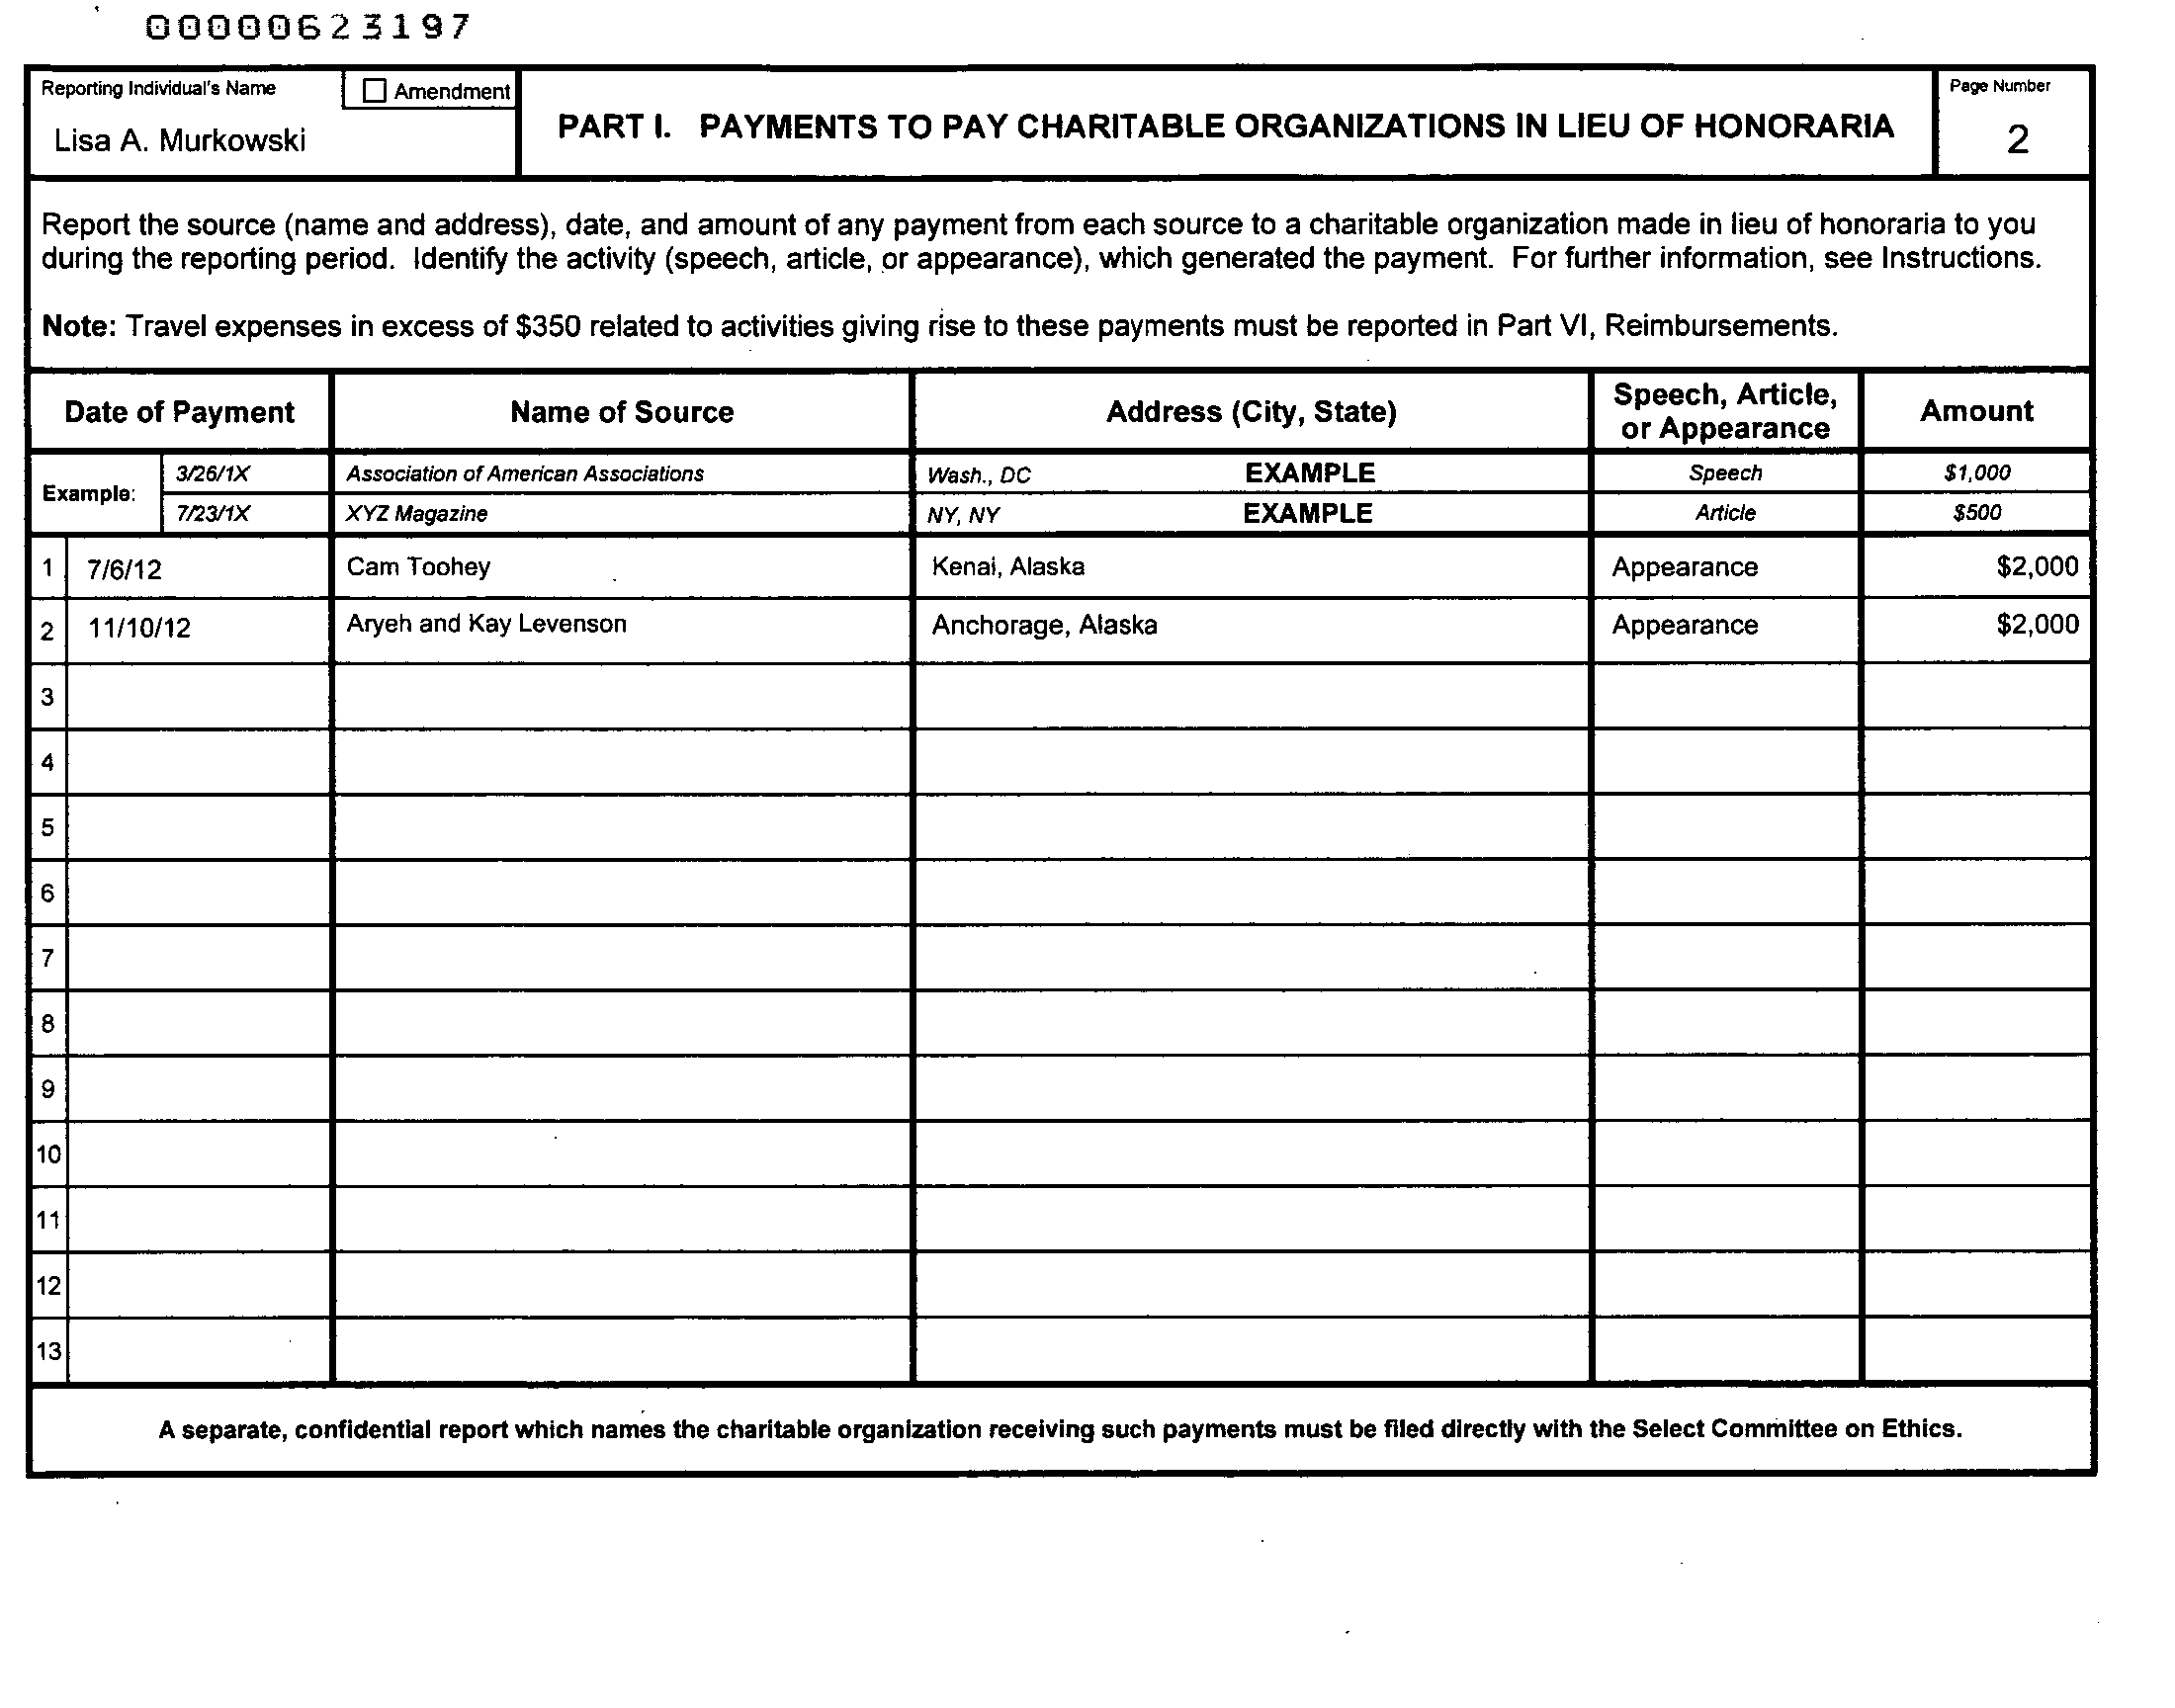 00000623197
Reporting Individual's Name
☐ Amendment
Lisa A. Murkowski
PART I. PAYMENTS TO PAY CHARITABLE ORGANIZATIONS IN LIEU OF HONORARIA
Page Number
2
Report the source (name and address), date, and amount of any payment from each source to a charitable organization made in lieu of honoraria to you
during the reporting period. Identify the activity (speech, article, or appearance), which generated the payment. For further information, see Instructions.
Note: Travel expenses in excess of $350 related to activities giving rise to these payments must be reported in Part VI, Reimbursements.
Date of Payment Name of Source Address (City, State) Speech, Article, or Appearance Amount
Example: 3/26/1X Association of American Associations Wash., DC EXAMPLE Speech $1,000
7/23/1X XYZ Magazine NY, NY EXAMPLE Article $500
1 7/6/12 Cam Toohey Kenai, Alaska Appearance $2,000
2 11/10/12 Aryeh and Kay Levenson Anchorage, Alaska Appearance $2,000
3
4
5
6
7
8
9
10
11
12
13
A separate, confidential report which names the charitable organization receiving such payments must be filed directly with the Select Committee on Ethics.